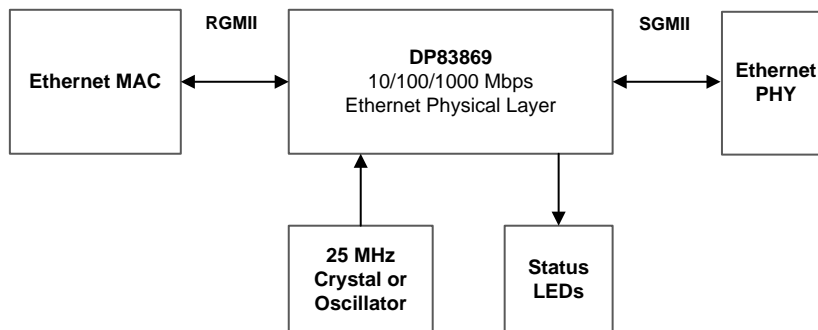 RGMII
SGMII
Ethernet MAC
DP83869
10/100/1000 Mbps
Ethernet Physical Layer
Ethernet
PHY
25 MHz
Crystal or
Oscillator
Status
LEDs